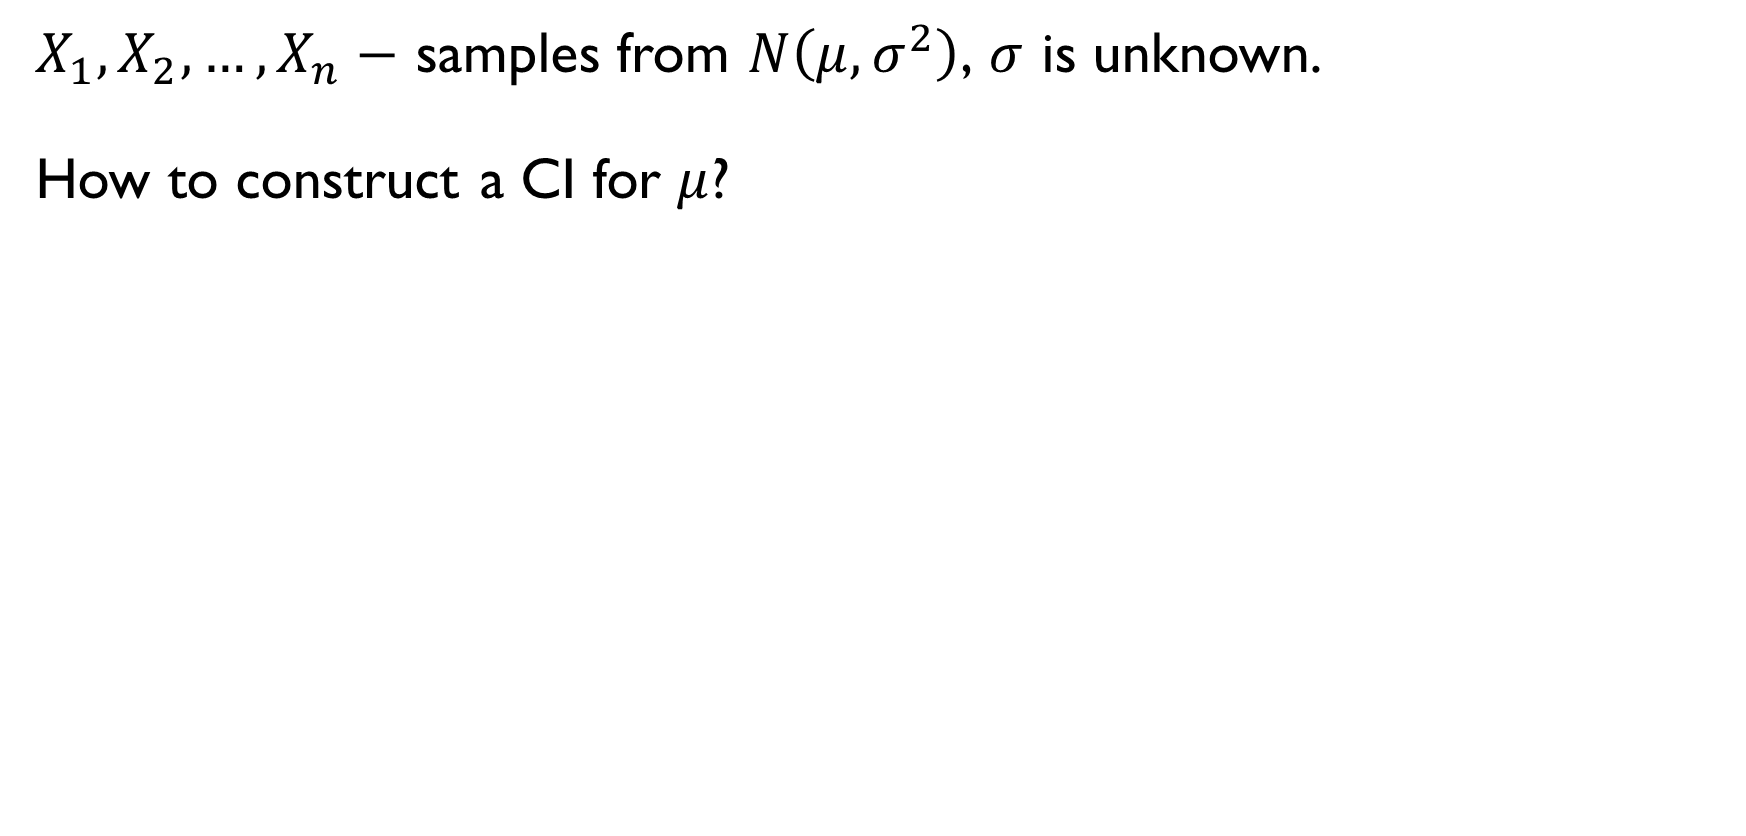 X₁, X₂, … , Xₙ − samples from N(μ, σ²), σ is unknown.
How to construct a CI for μ?